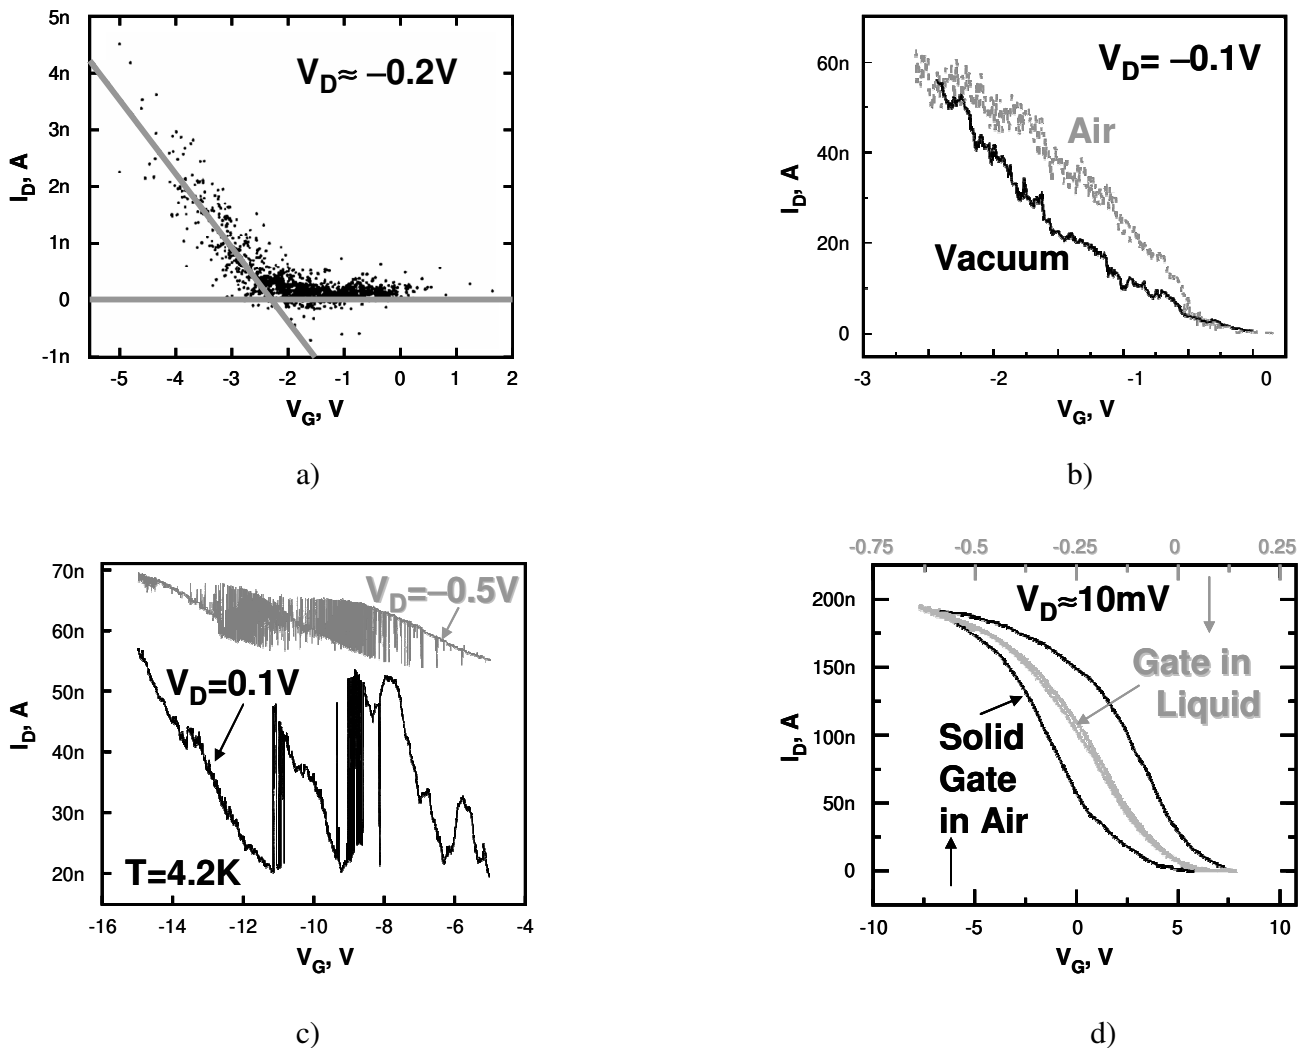 5n
4n
3n
2n
1n
0
-1n
I_D, A
V_D≈ –0.2V
-5 -4 -3 -2 -1 0 1 2
V_G, V
a)
60n
40n
20n
0
I_D, A
V_D= –0.1V
Air
Vacuum
-3 -2 -1 0
V_G, V
b)
70n
60n
50n
40n
30n
20n
I_D, A
V_D=–0.5V
V_D=0.1V
T=4.2K
-16 -14 -12 -10 -8 -6 -4
V_G, V
c)
-0.75 -0.5 -0.25 0 0.25
200n
150n
100n
50n
0
I_D, A
V_D≈10mV
Gate in
Liquid
Solid
Gate
in Air
-10 -5 0 5 10
V_G, V
d)